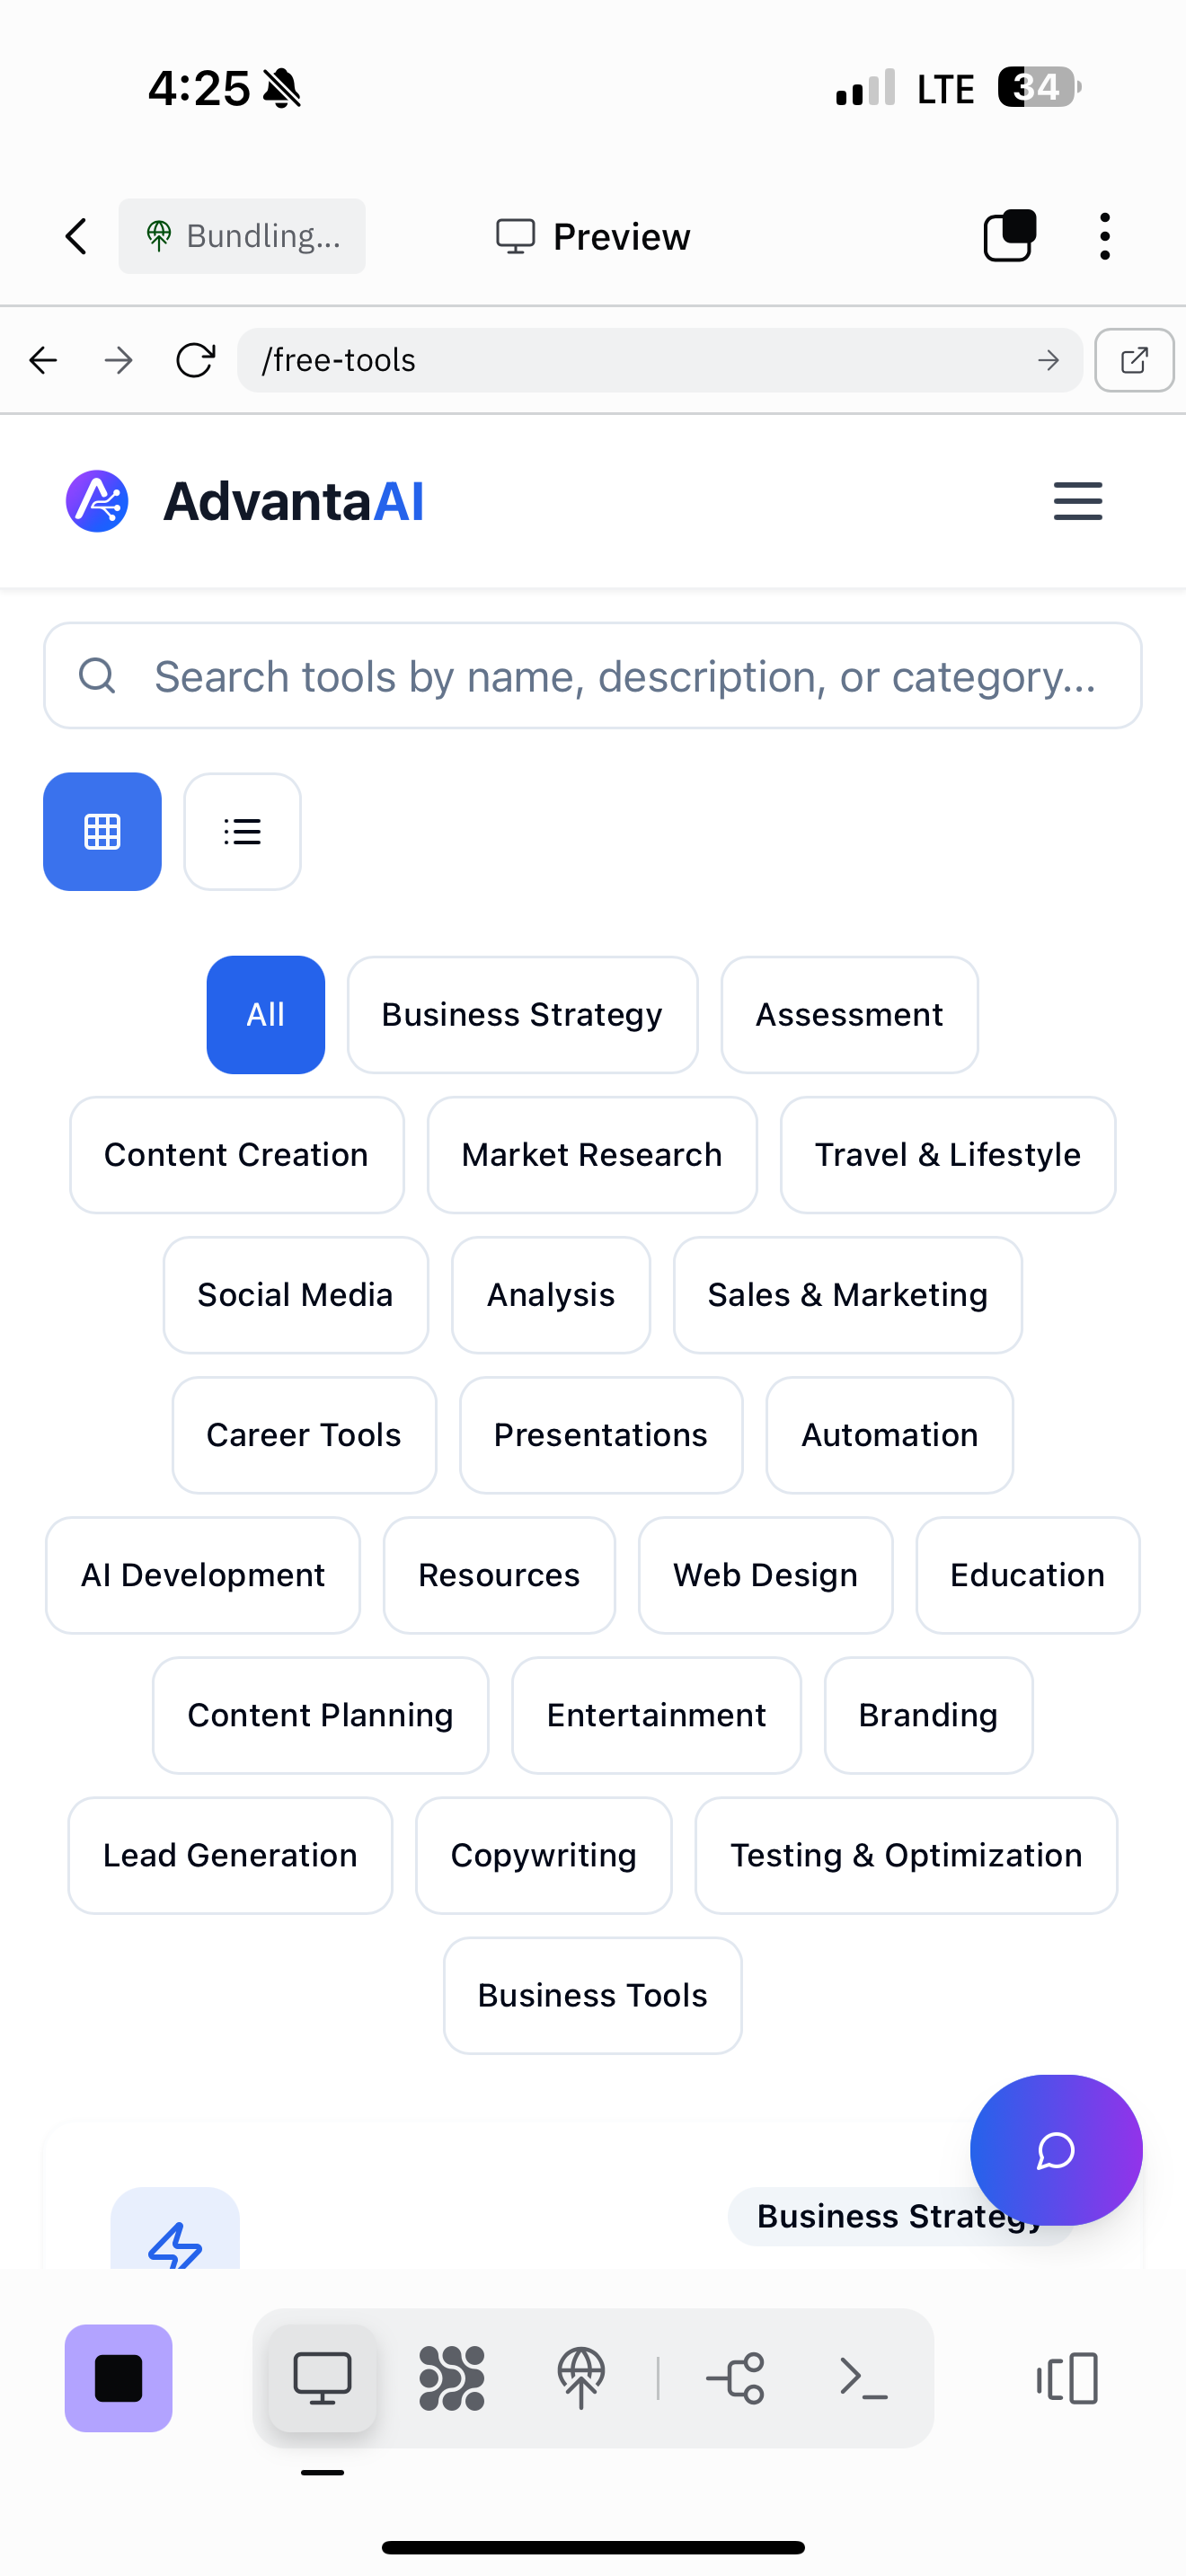 4:25
LTE
34
Bundling...
Preview
/free-tools
AdvantaAI
Search tools by name, description, or category...
All
Business Strategy
Assessment
Content Creation
Market Research
Travel & Lifestyle
Social Media
Analysis
Sales & Marketing
Career Tools
Presentations
Automation
AI Development
Resources
Web Design
Education
Content Planning
Entertainment
Branding
Lead Generation
Copywriting
Testing & Optimization
Business Tools
Business Strategy